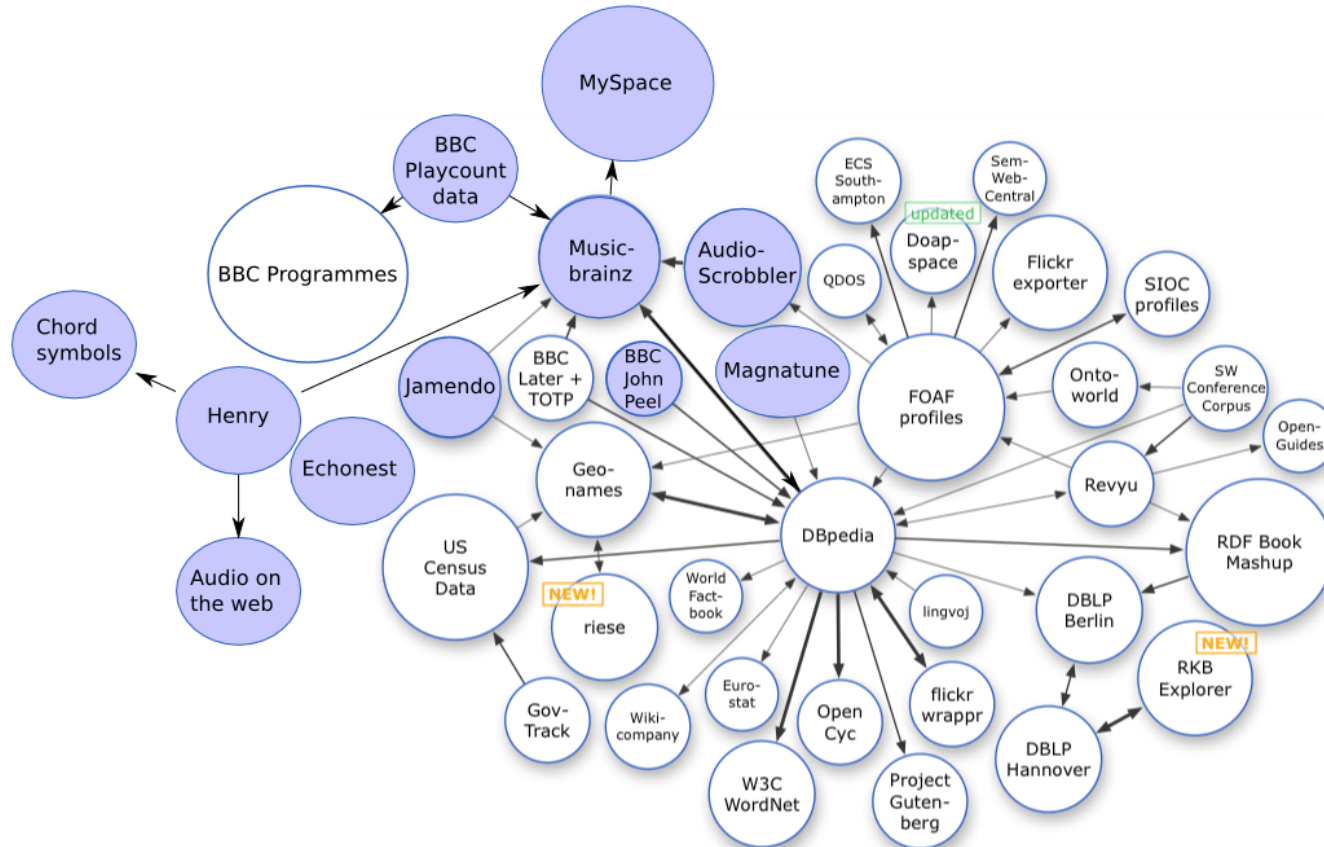 MySpace
BBC
Playcount
data
ECS
South-
ampton
Sem-
Web-
Central
updated
Doap-
space
Music-
brainz
Audio-
Scrobbler
BBC Programmes
QDOS
Flickr
exporter
SIOC
profiles
Chord
symbols
Jamendo
BBC
Later +
TOTP
BBC
John
Peel
Magnatune
FOAF
profiles
Onto-
world
SW
Conference
Corpus
Henry
Open-
Guides
Echonest
Geo-
names
Revyu
US
Census
Data
DBpedia
RDF Book
Mashup
Audio on
the web
NEW!
riese
World
Fact-
book
lingvoj
DBLP
Berlin
NEW!
RKB
Explorer
Gov-
Track
Wiki-
company
Euro-
stat
Open
Cyc
flickr
wrappr
DBLP
Hannover
W3C
WordNet
Project
Guten-
berg